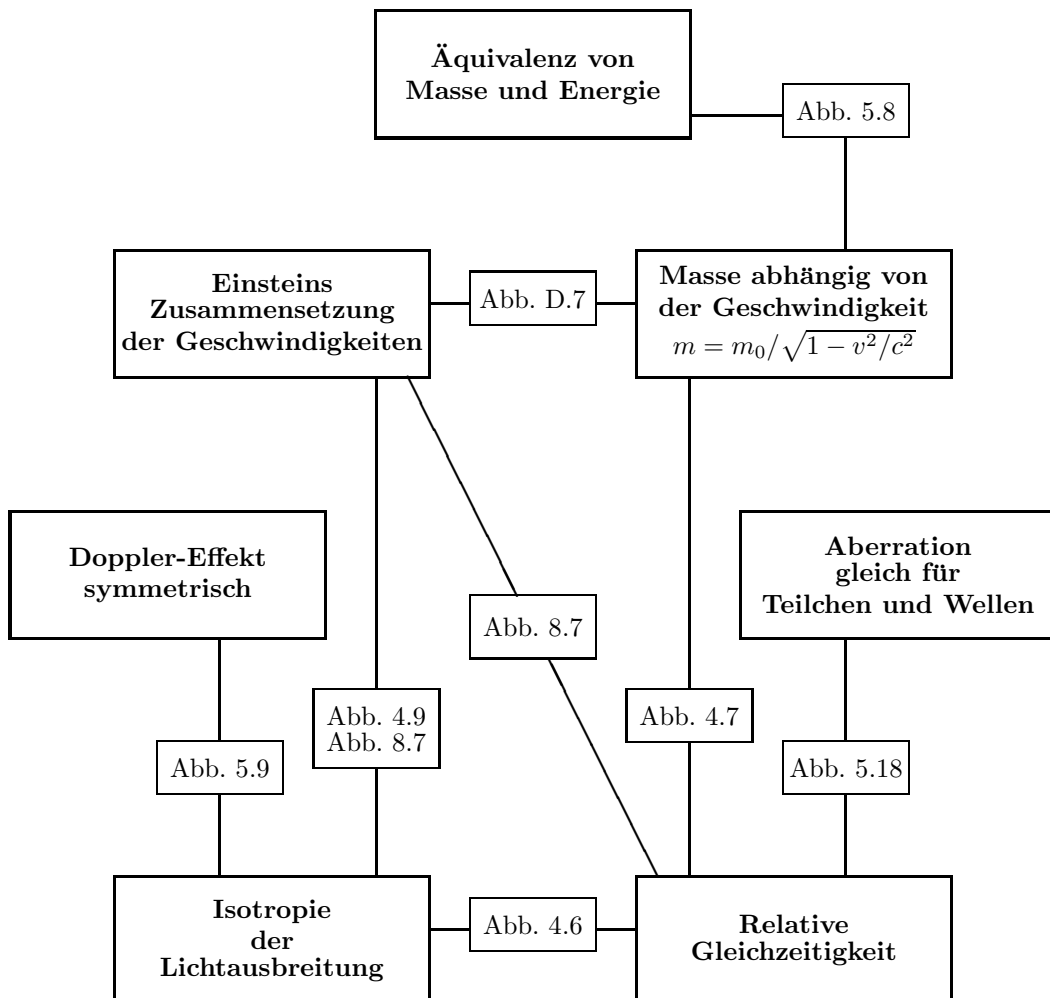 Äquivalenz von
Masse und Energie
Abb. 5.8
Einsteins
Zusammensetzung
der Geschwindigkeiten
Abb. D.7
Masse abhängig von
der Geschwindigkeit
m = m₀/√(1 − v²/c²)
Doppler-Effekt
symmetrisch
Aberration
gleich für
Teilchen und Wellen
Abb. 8.7
Abb. 4.9
Abb. 8.7
Abb. 4.7
Abb. 5.9
Abb. 5.18
Isotropie
der
Lichtausbreitung
Abb. 4.6
Relative
Gleichzeitigkeit